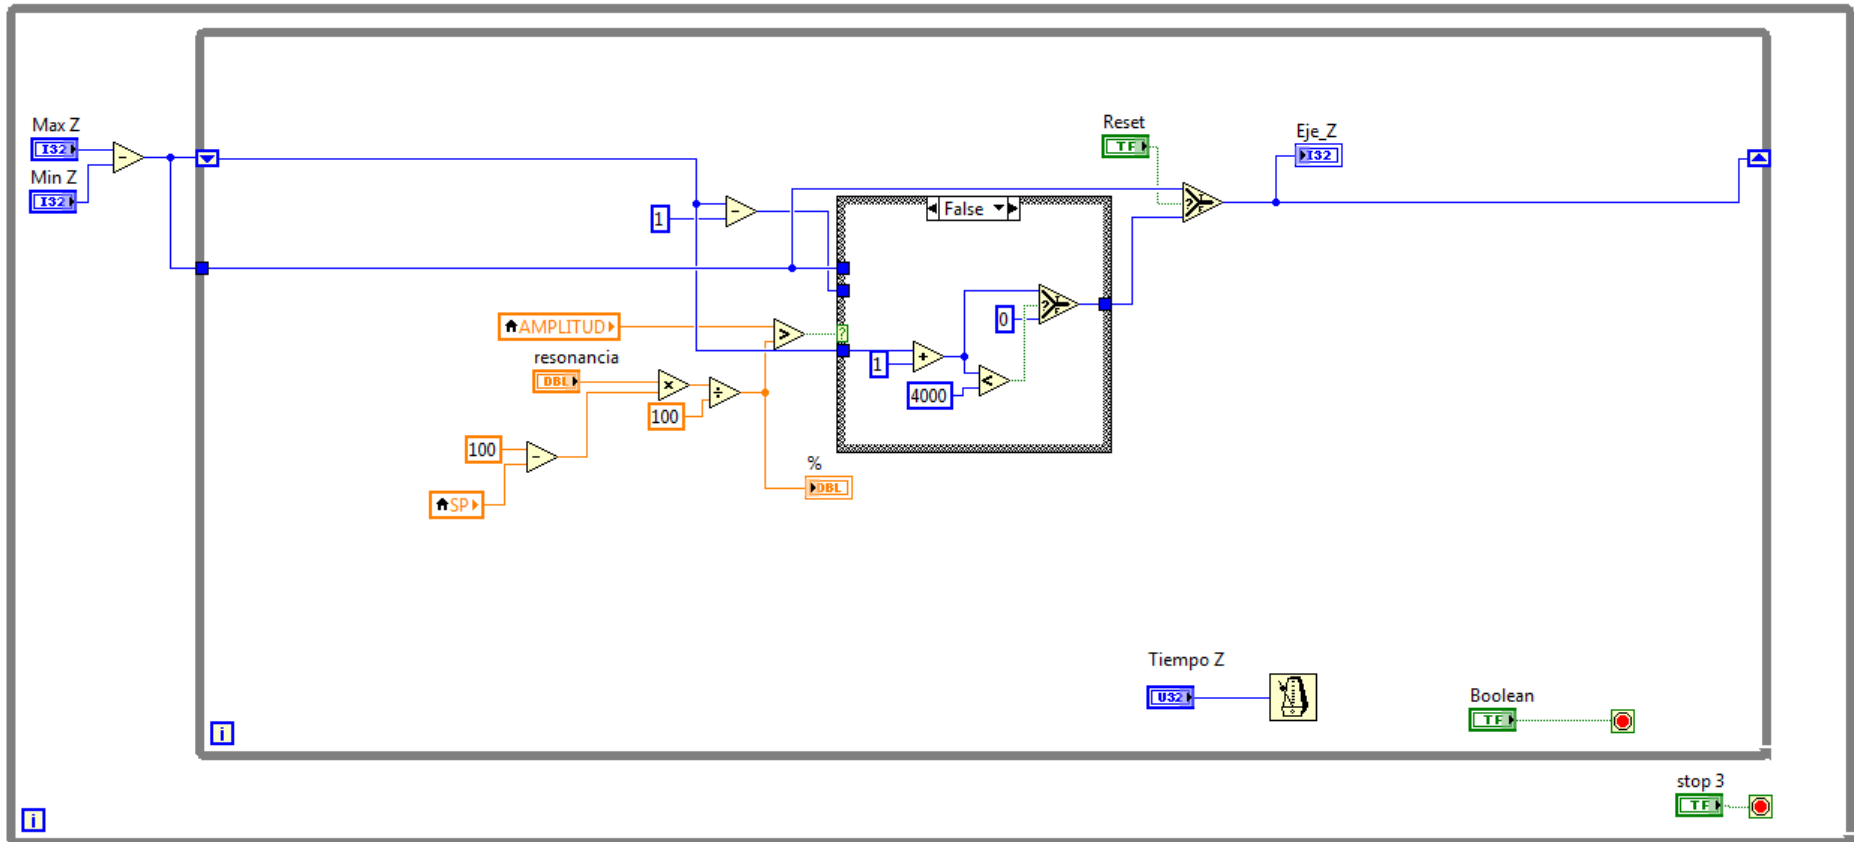 Max Z
I32
Min Z
I32
1
Reset
TF
Eje_Z
I32
False
AMPLITUD
resonancia
DBL
100
100
SP
%
DBL
?
1
4000
0
Tiempo Z
U32
Boolean
TF
i
stop 3
TF
i